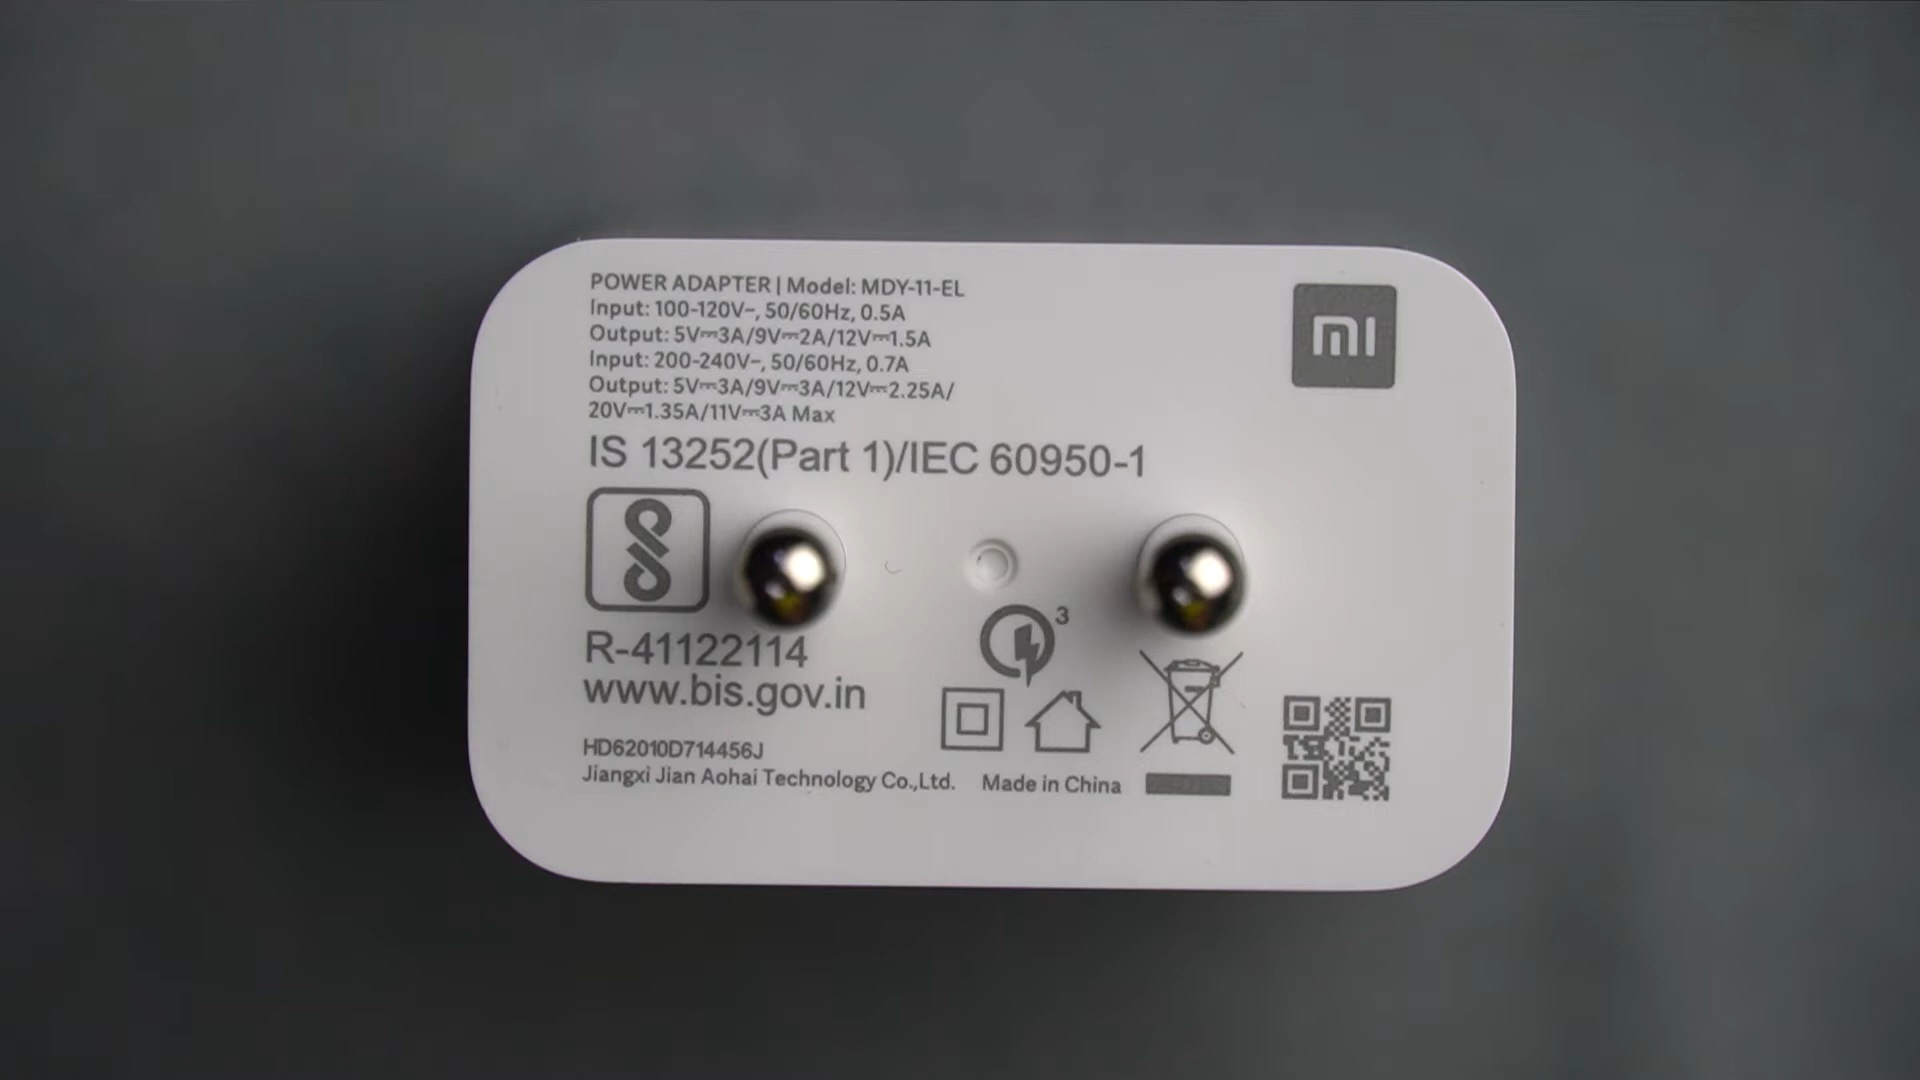 POWER ADAPTER | Model: MDY-11-EL
Input: 100-120V~, 50/60Hz, 0.5A
Output: 5V⎓3A/9V⎓2A/12V⎓1.5A
Input: 200-240V~, 50/60Hz, 0.7A
Output: 5V⎓3A/9V⎓3A/12V⎓2.25A/
20V⎓1.35A/11V⎓3A Max
mi
IS 13252(Part 1)/IEC 60950-1
3
R-41122114
www.bis.gov.in
HD62010D714456J
Jiangxi Jian Aohai Technology Co.,Ltd. Made in China